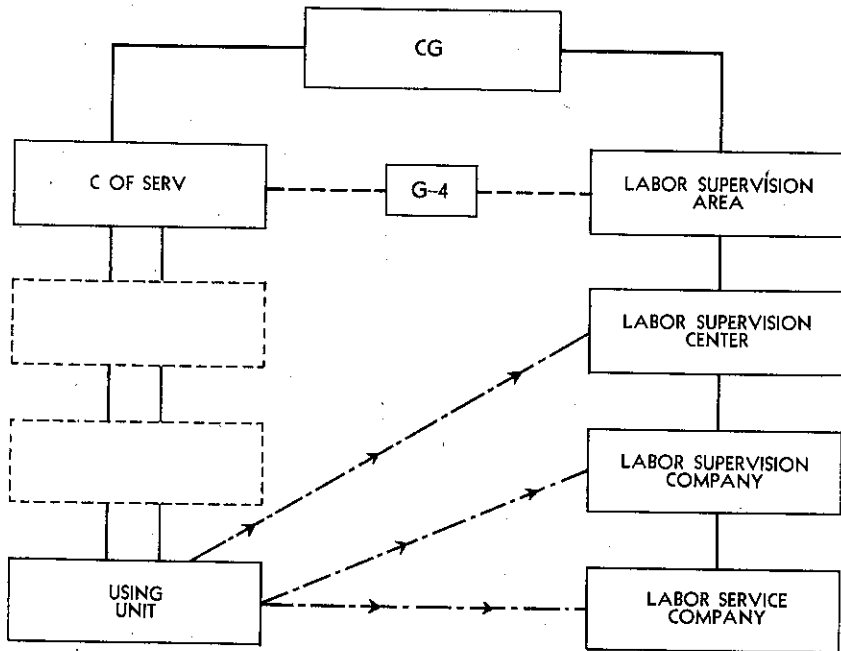 CG
C OF SERV
G-4
LABOR SUPERVISION
AREA
LABOR SUPERVISION
CENTER
LABOR SUPERVISION
COMPANY
USING
UNIT
LABOR SERVICE
COMPANY